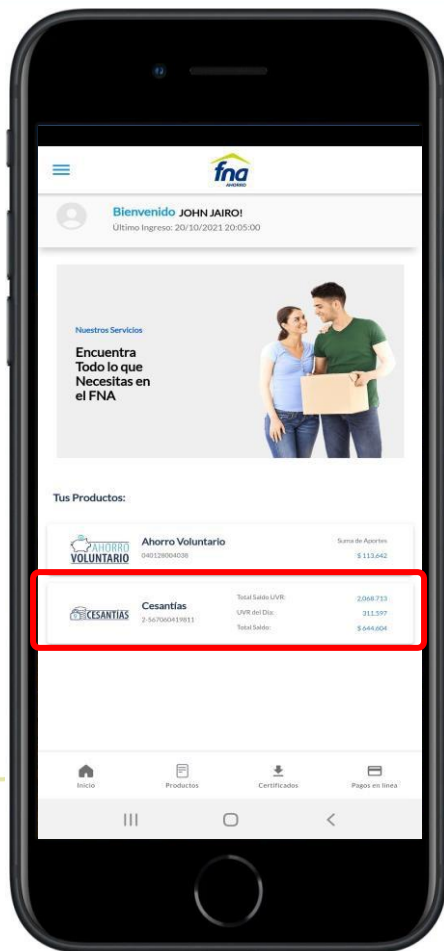 fna
AHORRO
Bienvenido JOHN JAIRO!
Último Ingreso: 20/10/2021 20:05:00
Nuestros Servicios
Encuentra
Todo lo que
Necesitas en
el FNA
Tus Productos:
AHORRO
VOLUNTARIO
Ahorro Voluntario
040128004038
Suma de Aportes
$ 113,642
CESANTÍAS
Cesantías
2-567060419811
Total Saldo UVR: 2,068.713
UVR del Día: 311.597
Total Saldo: $ 644,604
Inicio
Productos
Certificados
Pagos en línea